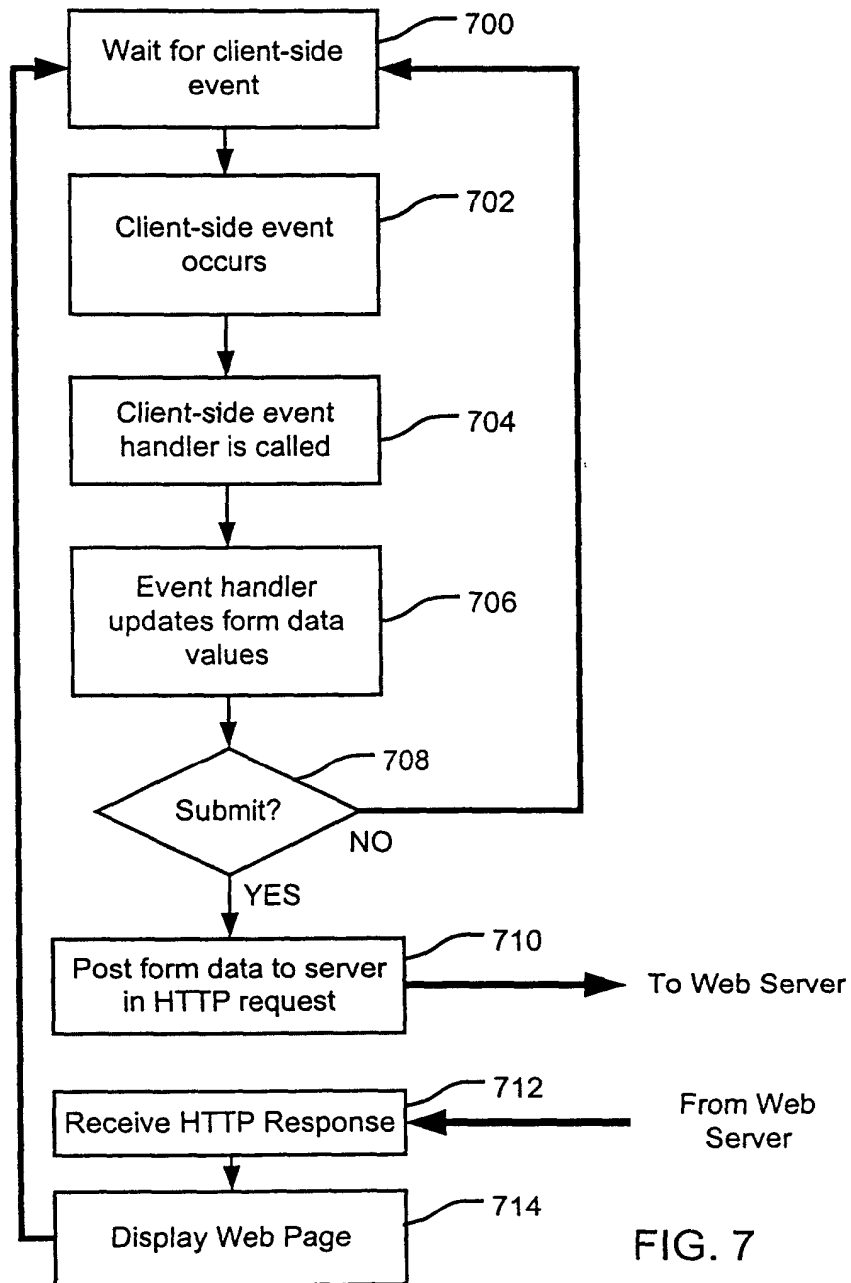 Wait for client-side
event
700
Client-side event
occurs
702
Client-side event
handler is called
704
Event handler
updates form data
values
706
Submit?
708
NO
YES
Post form data to server
in HTTP request
710
To Web Server
Receive HTTP Response
712
From Web
Server
Display Web Page
714
FIG. 7